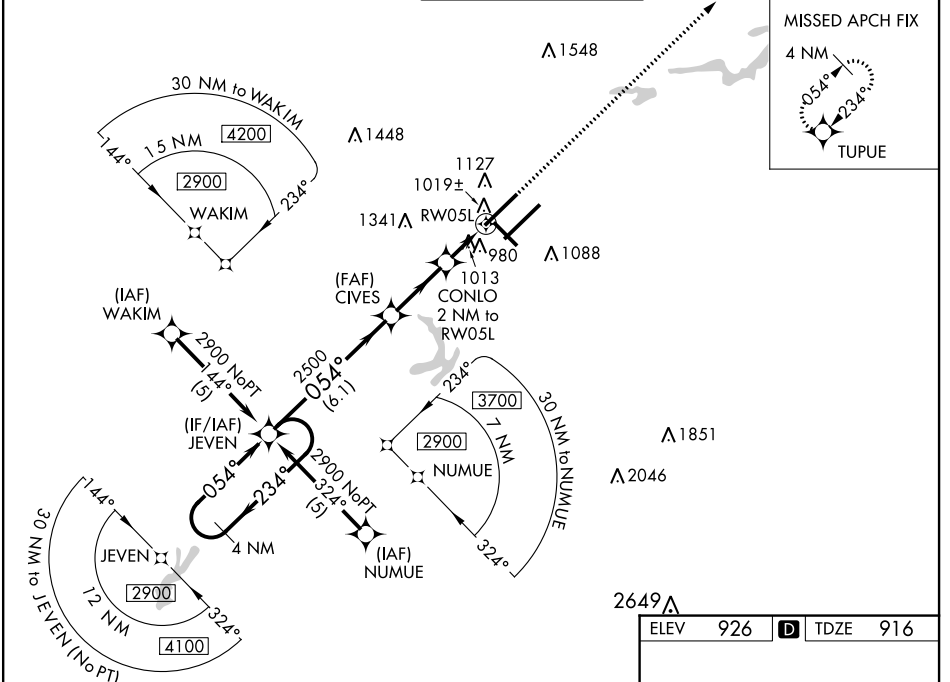 MISSED APCH FIX
4 NM
054°
234°
TUPUE
1548
30 NM to WAKIM
4200
1448
144°
15 NM
2900
234°
WAKIM
1127
1019±
1341
RW05L
980
1088
1013
(FAF)
CIVES
CONLO
2 NM to
RW05L
(IAF)
WAKIM
2900 NoPT
144°
(5)
2500
054°
(6.1)
(IF/IAF)
JEVEN
234°
3700
30 NM to NUMUE
7 NM
2900
NUMUE
324°
1851
2046
054°
234°
2900 NoPT
324°
(5)
4 NM
(IAF)
NUMUE
144°
30 NM to JEVEN (No PT)
JEVEN
2900
12 NM
324°
4100
2649
ELEV 926 D TDZE 916